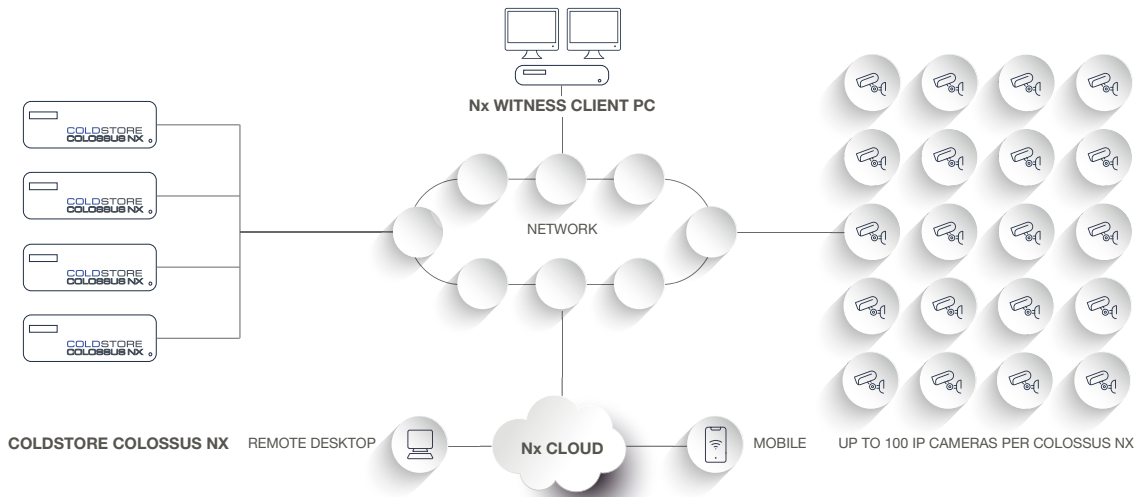 Nx WITNESS CLIENT PC
COLDSTORE
COLOSSUS NX
COLDSTORE
COLOSSUS NX
COLDSTORE
COLOSSUS NX
COLDSTORE
COLOSSUS NX
NETWORK
COLDSTORE COLOSSUS NX
REMOTE DESKTOP
Nx CLOUD
MOBILE
UP TO 100 IP CAMERAS PER COLOSSUS NX